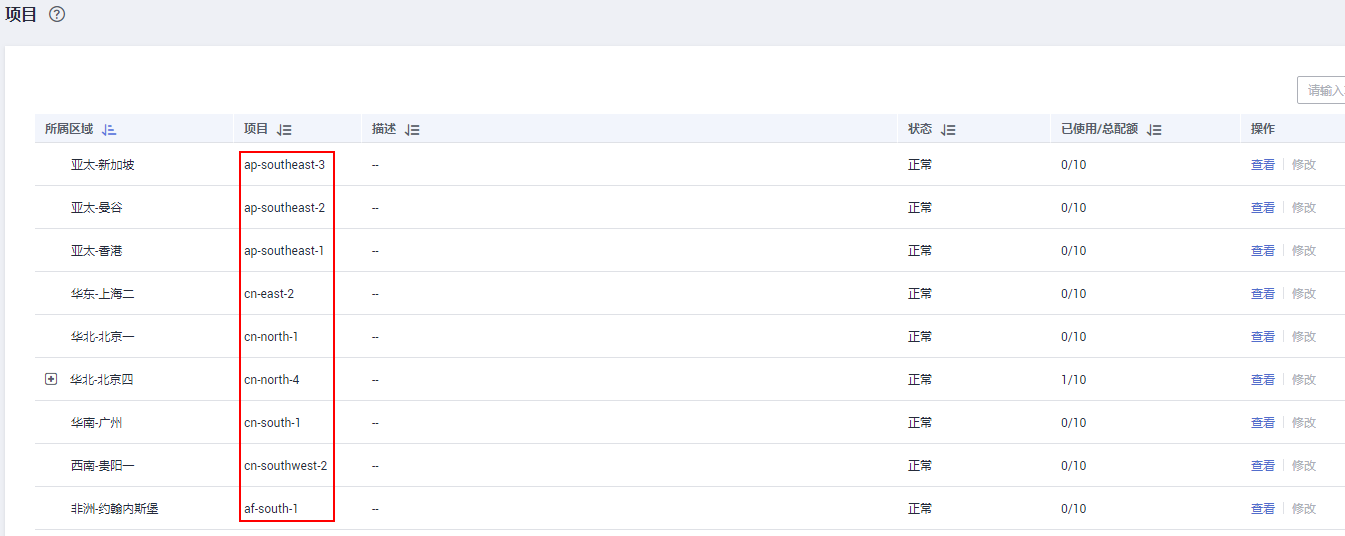 项目
请输入
所属区域 项目 描述 状态 已使用/总配额 操作
亚太-新加坡 ap-southeast-3 -- 正常 0/10 查看 修改
亚太-曼谷 ap-southeast-2 -- 正常 0/10 查看 修改
亚太-香港 ap-southeast-1 -- 正常 0/10 查看 修改
华东-上海二 cn-east-2 -- 正常 0/10 查看 修改
华北-北京一 cn-north-1 -- 正常 0/10 查看 修改
华北-北京四 cn-north-4 -- 正常 1/10 查看 修改
华南-广州 cn-south-1 -- 正常 0/10 查看 修改
西南-贵阳一 cn-southwest-2 -- 正常 0/10 查看 修改
非洲-约翰内斯堡 af-south-1 -- 正常 0/10 查看 修改